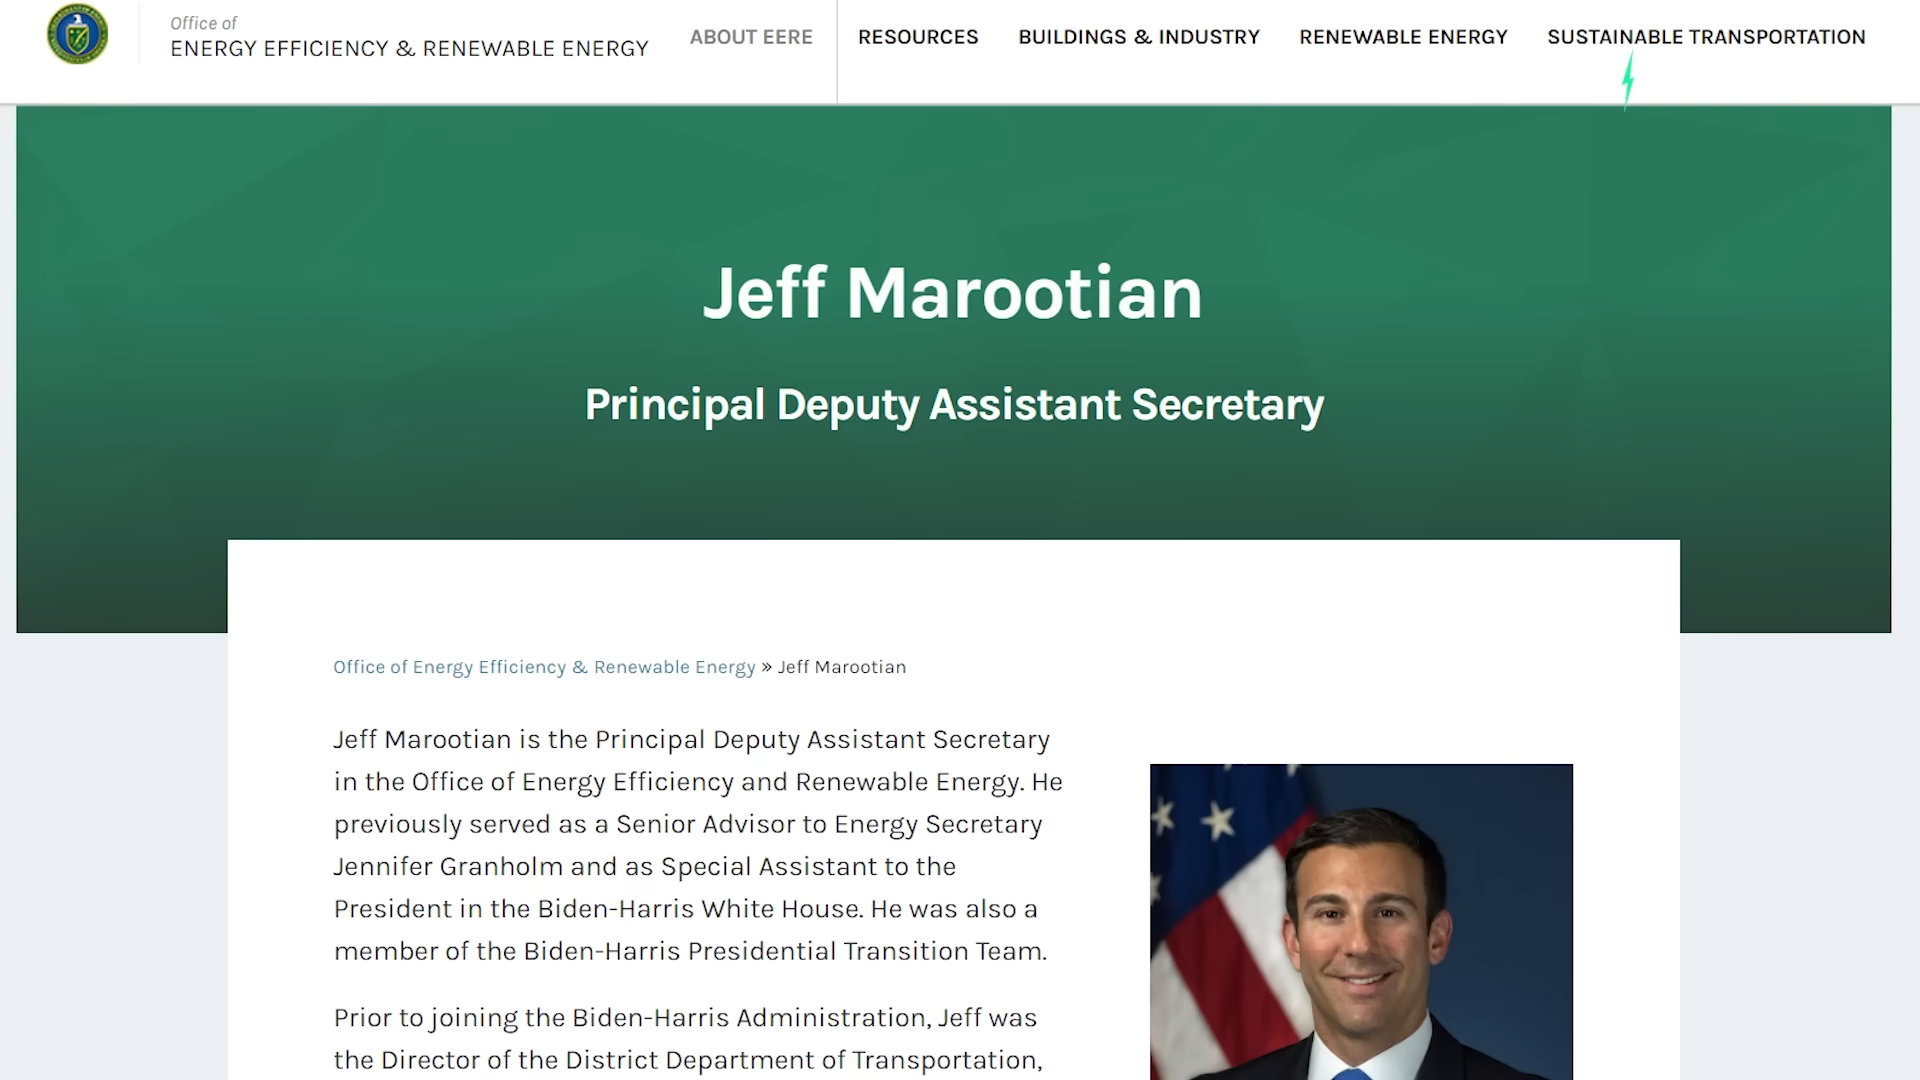 Office of
ENERGY EFFICIENCY & RENEWABLE ENERGY
ABOUT EERE
RESOURCES
BUILDINGS & INDUSTRY
RENEWABLE ENERGY
SUSTAINABLE TRANSPORTATION
Jeff Marootian
Principal Deputy Assistant Secretary
Office of Energy Efficiency & Renewable Energy » Jeff Marootian
Jeff Marootian is the Principal Deputy Assistant Secretary
in the Office of Energy Efficiency and Renewable Energy. He
previously served as a Senior Advisor to Energy Secretary
Jennifer Granholm and as Special Assistant to the
President in the Biden-Harris White House. He was also a
member of the Biden-Harris Presidential Transition Team.
Prior to joining the Biden-Harris Administration, Jeff was
the Director of the District Department of Transportation,